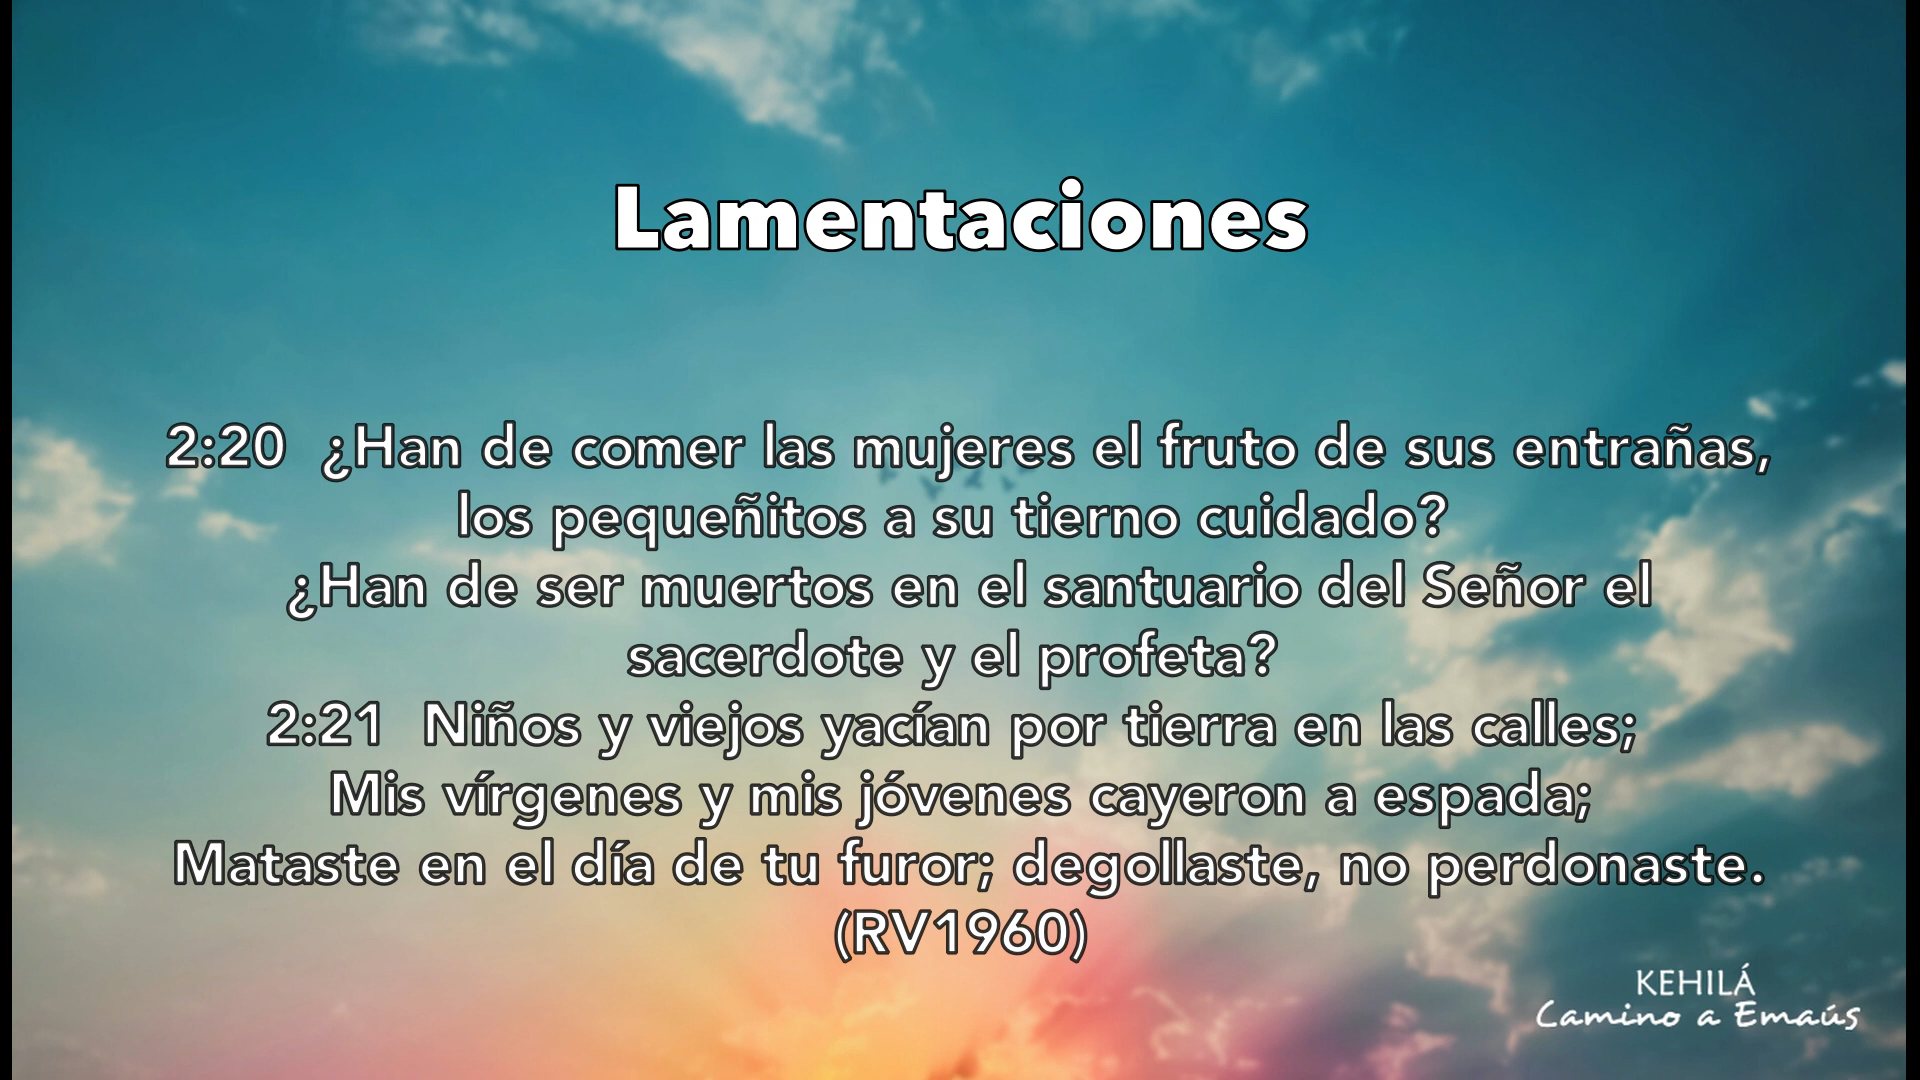 Lamentaciones
2:20 ¿Han de comer las mujeres el fruto de sus entrañas,
los pequeñitos a su tierno cuidado?
¿Han de ser muertos en el santuario del Señor el
sacerdote y el profeta?
2:21 Niños y viejos yacían por tierra en las calles;
Mis vírgenes y mis jóvenes cayeron a espada;
Mataste en el día de tu furor; degollaste, no perdonaste.
(RV1960)
KEHILÁ
Camino a Emaús